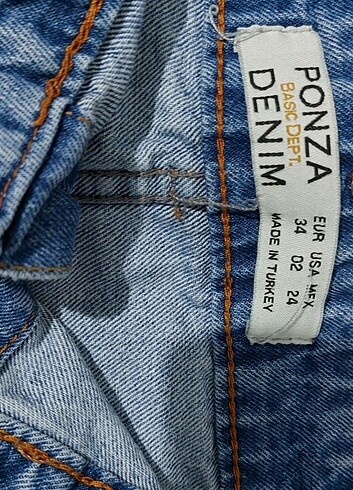 PONZA
BASIC DEPT.
DENIM
EUR USA MEX
34 02 24
MADE IN TURKEY